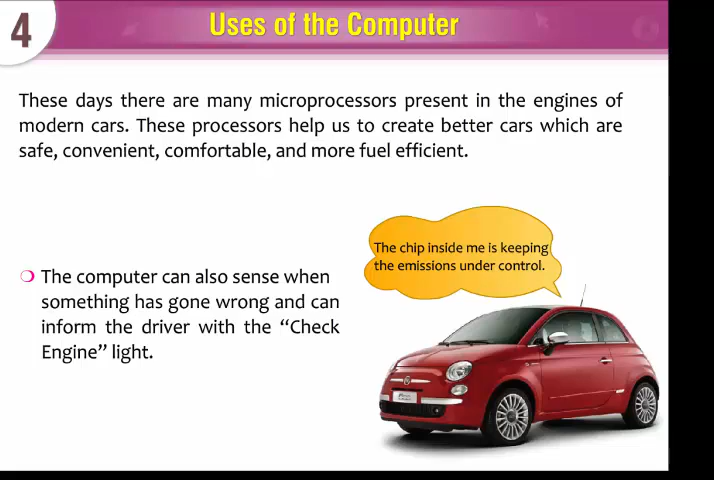 4
Uses of the Computer
These days there are many microprocessors present in the engines of
modern cars. These processors help us to create better cars which are
safe, convenient, comfortable, and more fuel efficient.
The chip inside me is keeping
the emissions under control.
The computer can also sense when
something has gone wrong and can
inform the driver with the “Check
Engine” light.